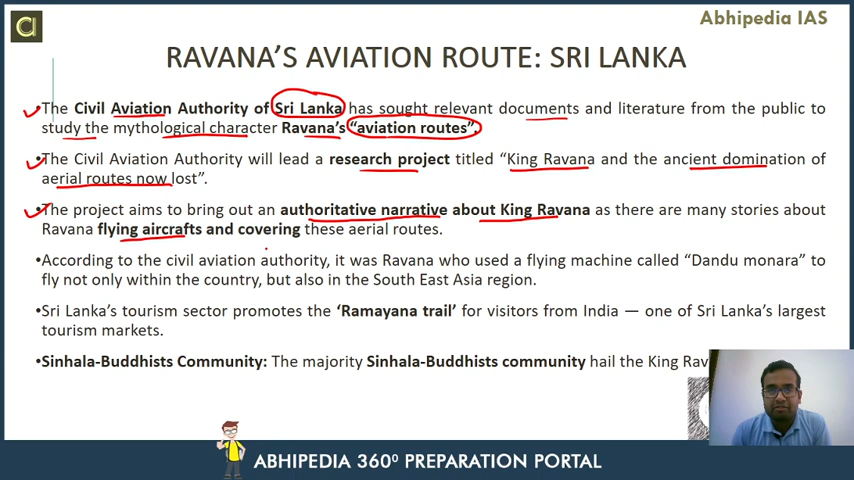 Abhipedia IAS
RAVANA'S AVIATION ROUTE: SRI LANKA
•The Civil Aviation Authority of Sri Lanka has sought relevant documents and literature from the public to
study the mythological character Ravana's "aviation routes".
•The Civil Aviation Authority will lead a research project titled "King Ravana and the ancient domination of
aerial routes now lost".
•The project aims to bring out an authoritative narrative about King Ravana as there are many stories about
Ravana flying aircrafts and covering these aerial routes.
•According to the civil aviation authority, it was Ravana who used a flying machine called "Dandu monara" to
fly not only within the country, but also in the South East Asia region.
•Sri Lanka's tourism sector promotes the 'Ramayana trail' for visitors from India — one of Sri Lanka's largest
tourism markets.
•Sinhala-Buddhists Community: The majority Sinhala-Buddhists community hail the King
ABHIPEDIA 360⁰ PREPARATION PORTAL